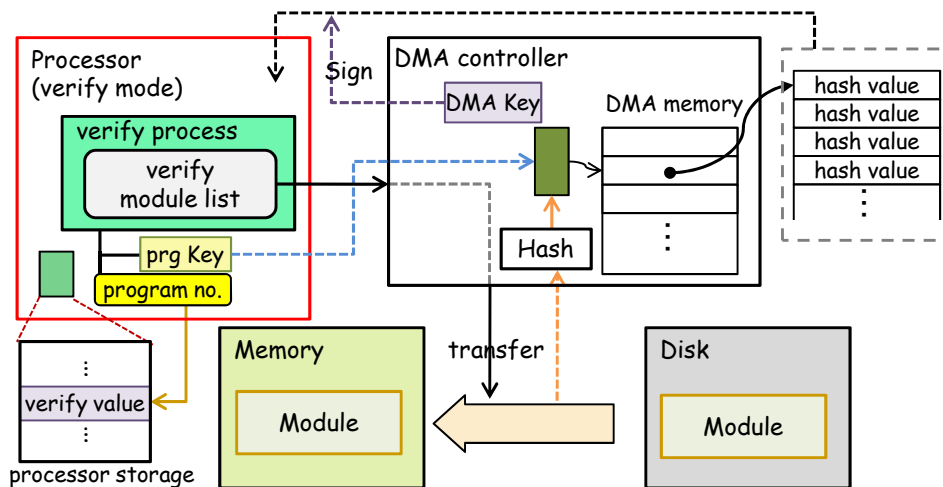 Processor
(verify mode)
verify process
verify
module list
prg Key
program no.
⋮
verify value
⋮
processor storage
Sign
DMA controller
DMA Key
DMA memory
⋮
Hash
hash value
hash value
hash value
hash value
⋮
Memory
Module
transfer
Disk
Module